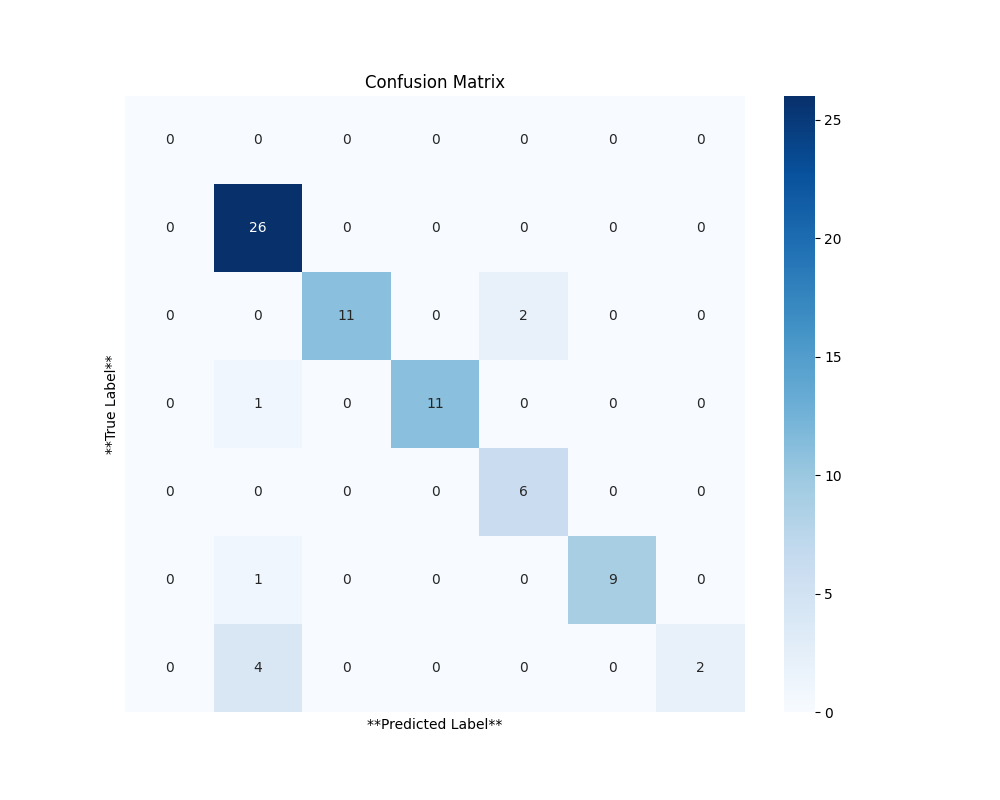 Confusion Matrix
0 0 0 0 0 0 0
0 26 0 0 0 0 0
0 0 11 0 2 0 0
0 1 0 11 0 0 0
0 0 0 0 6 0 0
0 1 0 0 0 9 0
0 4 0 0 0 0 2
**True Label**
**Predicted Label**
25
20
15
10
5
0